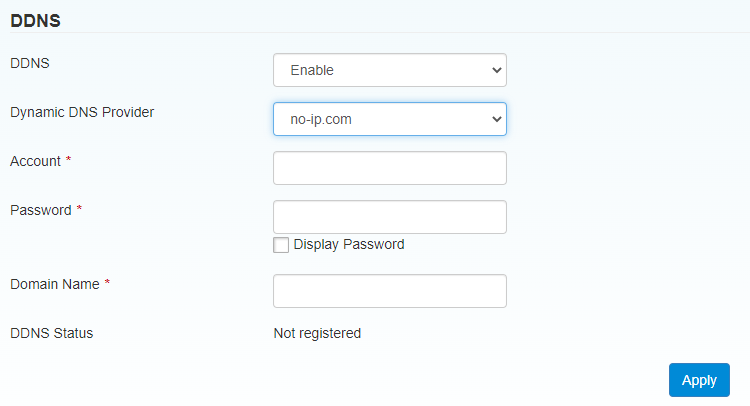 DDNS
DDNS Enable
Dynamic DNS Provider no-ip.com
Account *
Password *
Display Password
Domain Name *
DDNS Status Not registered
Apply